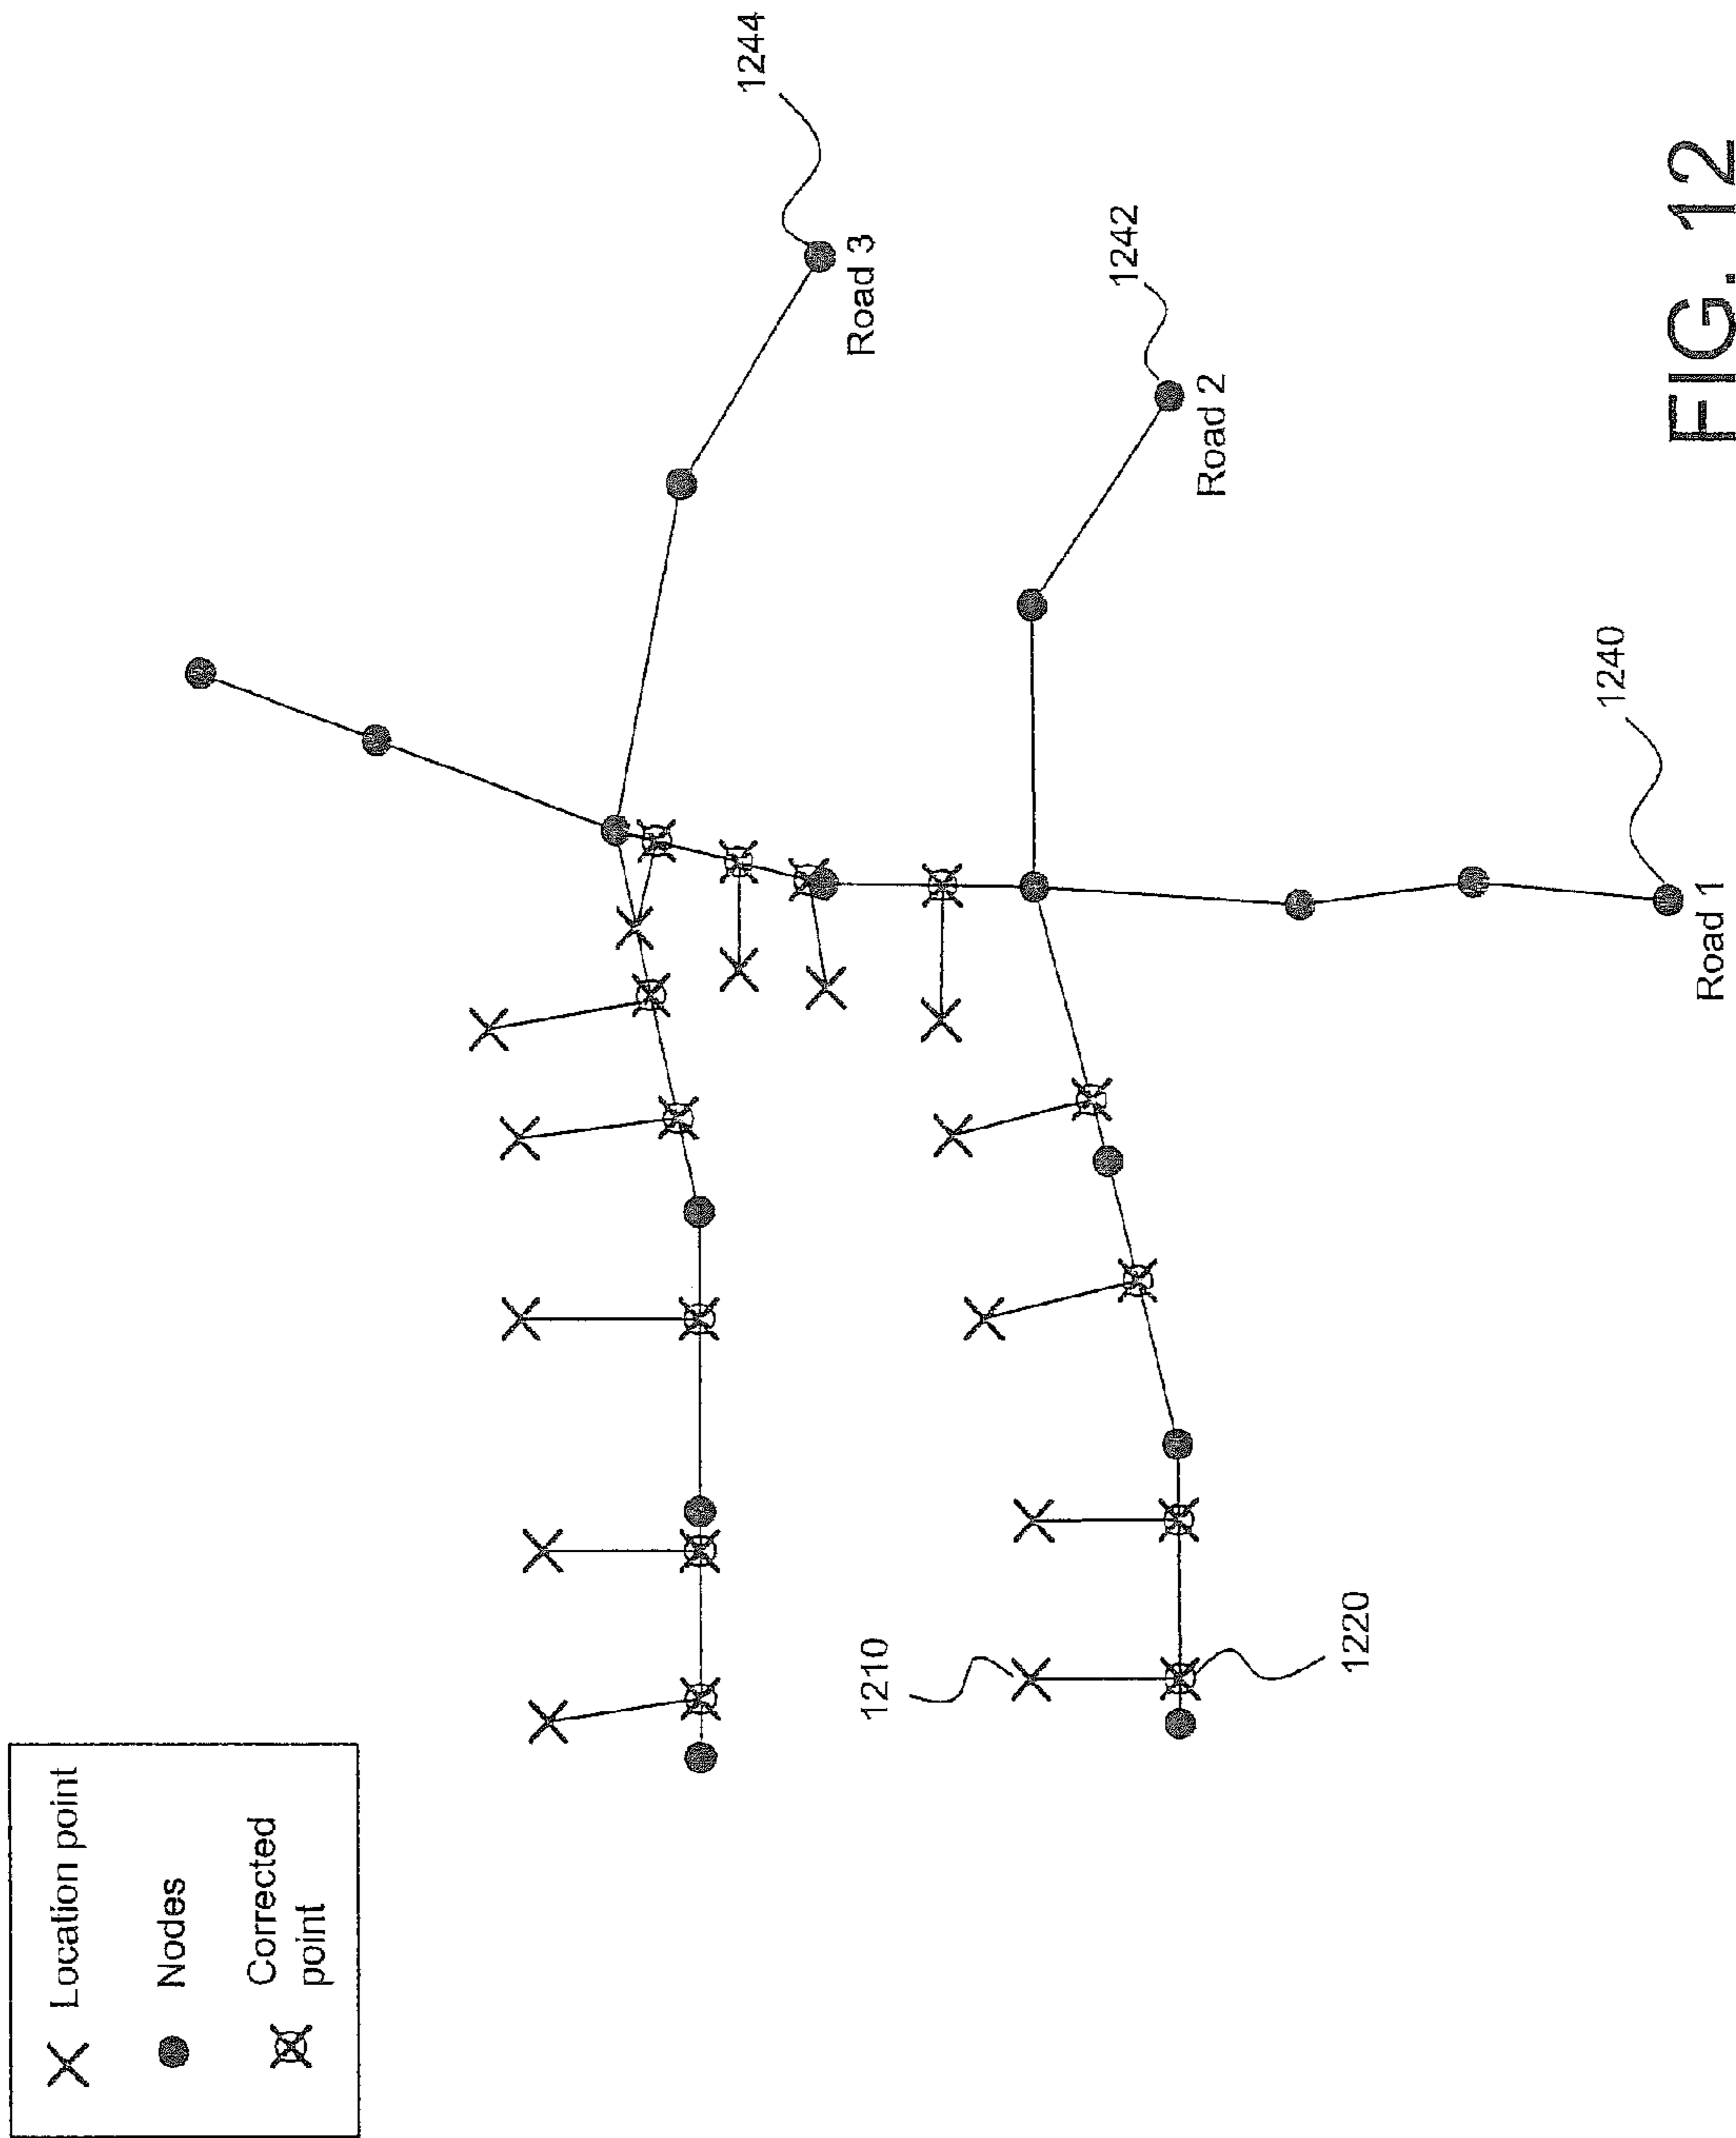 Location point
Nodes
Corrected
point
1210
1220
1240
Road 1
1242
Road 2
1244
Road 3
FIG. 12